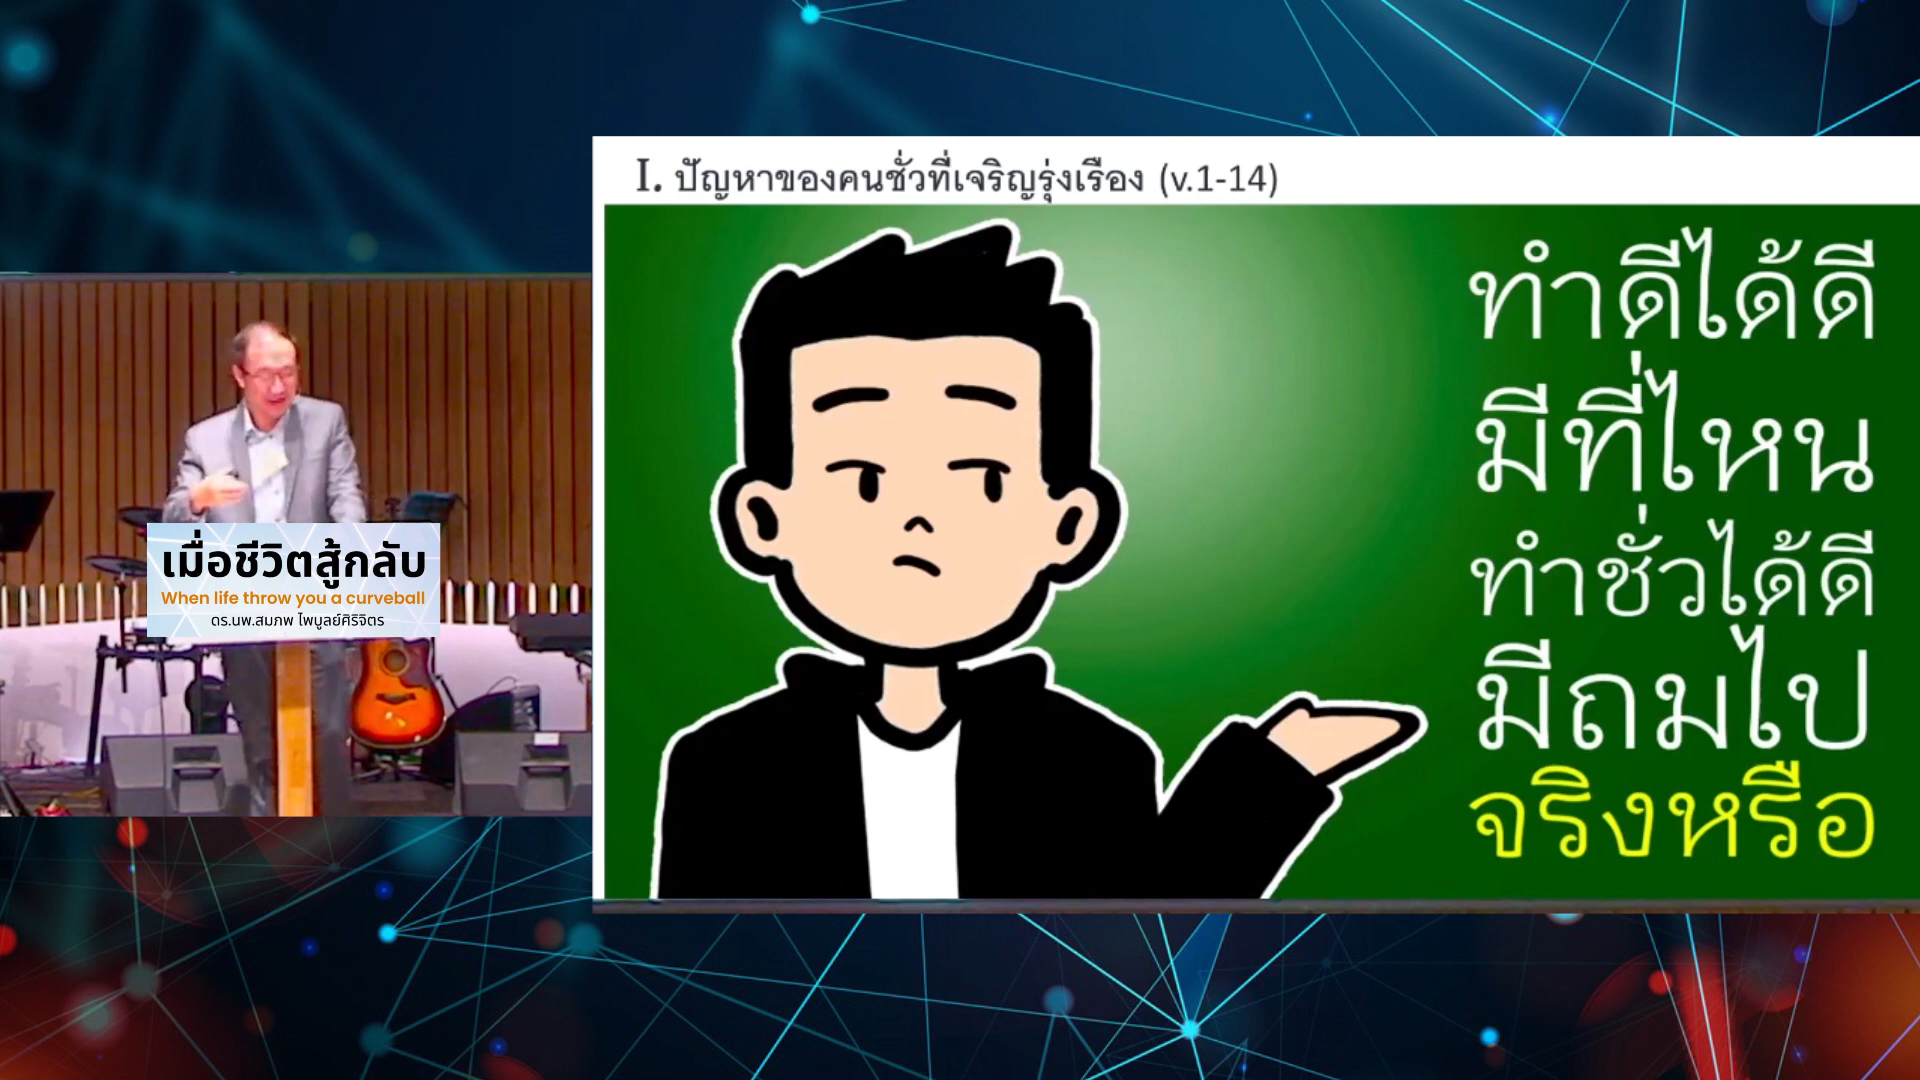 I. ปัญหาของคนชั่วที่เจริญรุ่งเรือง (v.1-14)
ทำดีได้ดี
มีที่ไหน
ทำชั่วได้ดี
มีถมไป
จริงหรือ
เมื่อชีวิตสู้กลับ
When life throw you a curveball
ดร.นพ.สมภพ ไพบูลย์ศิริจิตร